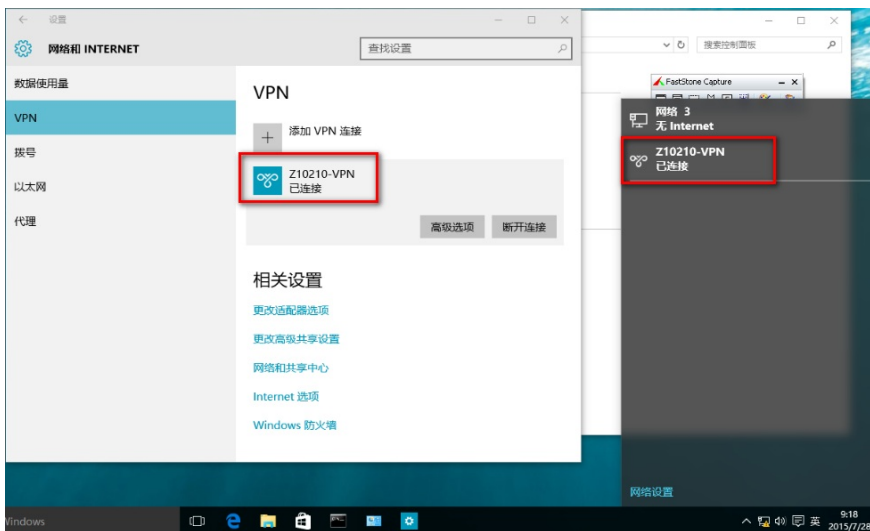 设置
网络和 INTERNET
查找设置
数据使用量
VPN
拨号
以太网
代理
VPN
添加 VPN 连接
Z10210-VPN
已连接
高级选项
断开连接
相关设置
更改适配器选项
更改高级共享设置
网络和共享中心
Internet 选项
Windows 防火墙
搜索控制面板
FastStone Capture
网络 3
无 Internet
Z10210-VPN
已连接
网络设置
Windows
英
9:18
2015/7/28